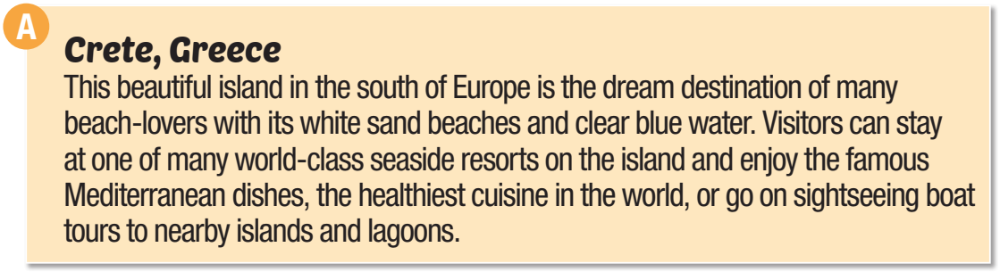 A
Crete, Greece
This beautiful island in the south of Europe is the dream destination of many
beach-lovers with its white sand beaches and clear blue water. Visitors can stay
at one of many world-class seaside resorts on the island and enjoy the famous
Mediterranean dishes, the healthiest cuisine in the world, or go on sightseeing boat
tours to nearby islands and lagoons.